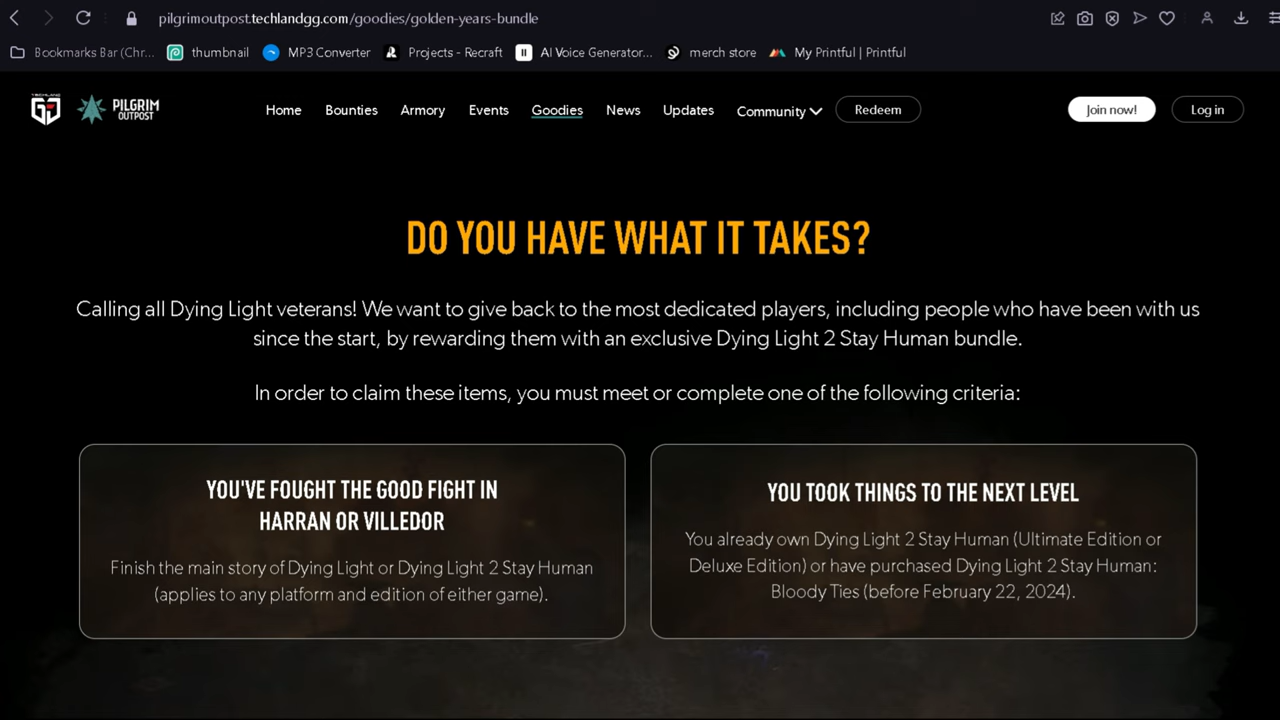 pilgrimoutpost.techlandgg.com/goodies/golden-years-bundle
Bookmarks Bar (Chr... thumbnail MP3 Converter Projects - Recraft AI Voice Generator... merch store My Printful | Printful
TECHLAND GG PILGRIM OUTPOST Home Bounties Armory Events Goodies News Updates Community Redeem Join now! Log in
DO YOU HAVE WHAT IT TAKES?
Calling all Dying Light veterans! We want to give back to the most dedicated players, including people who have been with us
since the start, by rewarding them with an exclusive Dying Light 2 Stay Human bundle.
In order to claim these items, you must meet or complete one of the following criteria:
YOU'VE FOUGHT THE GOOD FIGHT IN
HARRAN OR VILLEDOR
Finish the main story of Dying Light or Dying Light 2 Stay Human
(applies to any platform and edition of either game).
YOU TOOK THINGS TO THE NEXT LEVEL
You already own Dying Light 2 Stay Human (Ultimate Edition or
Deluxe Edition) or have purchased Dying Light 2 Stay Human:
Bloody Ties (before February 22, 2024).